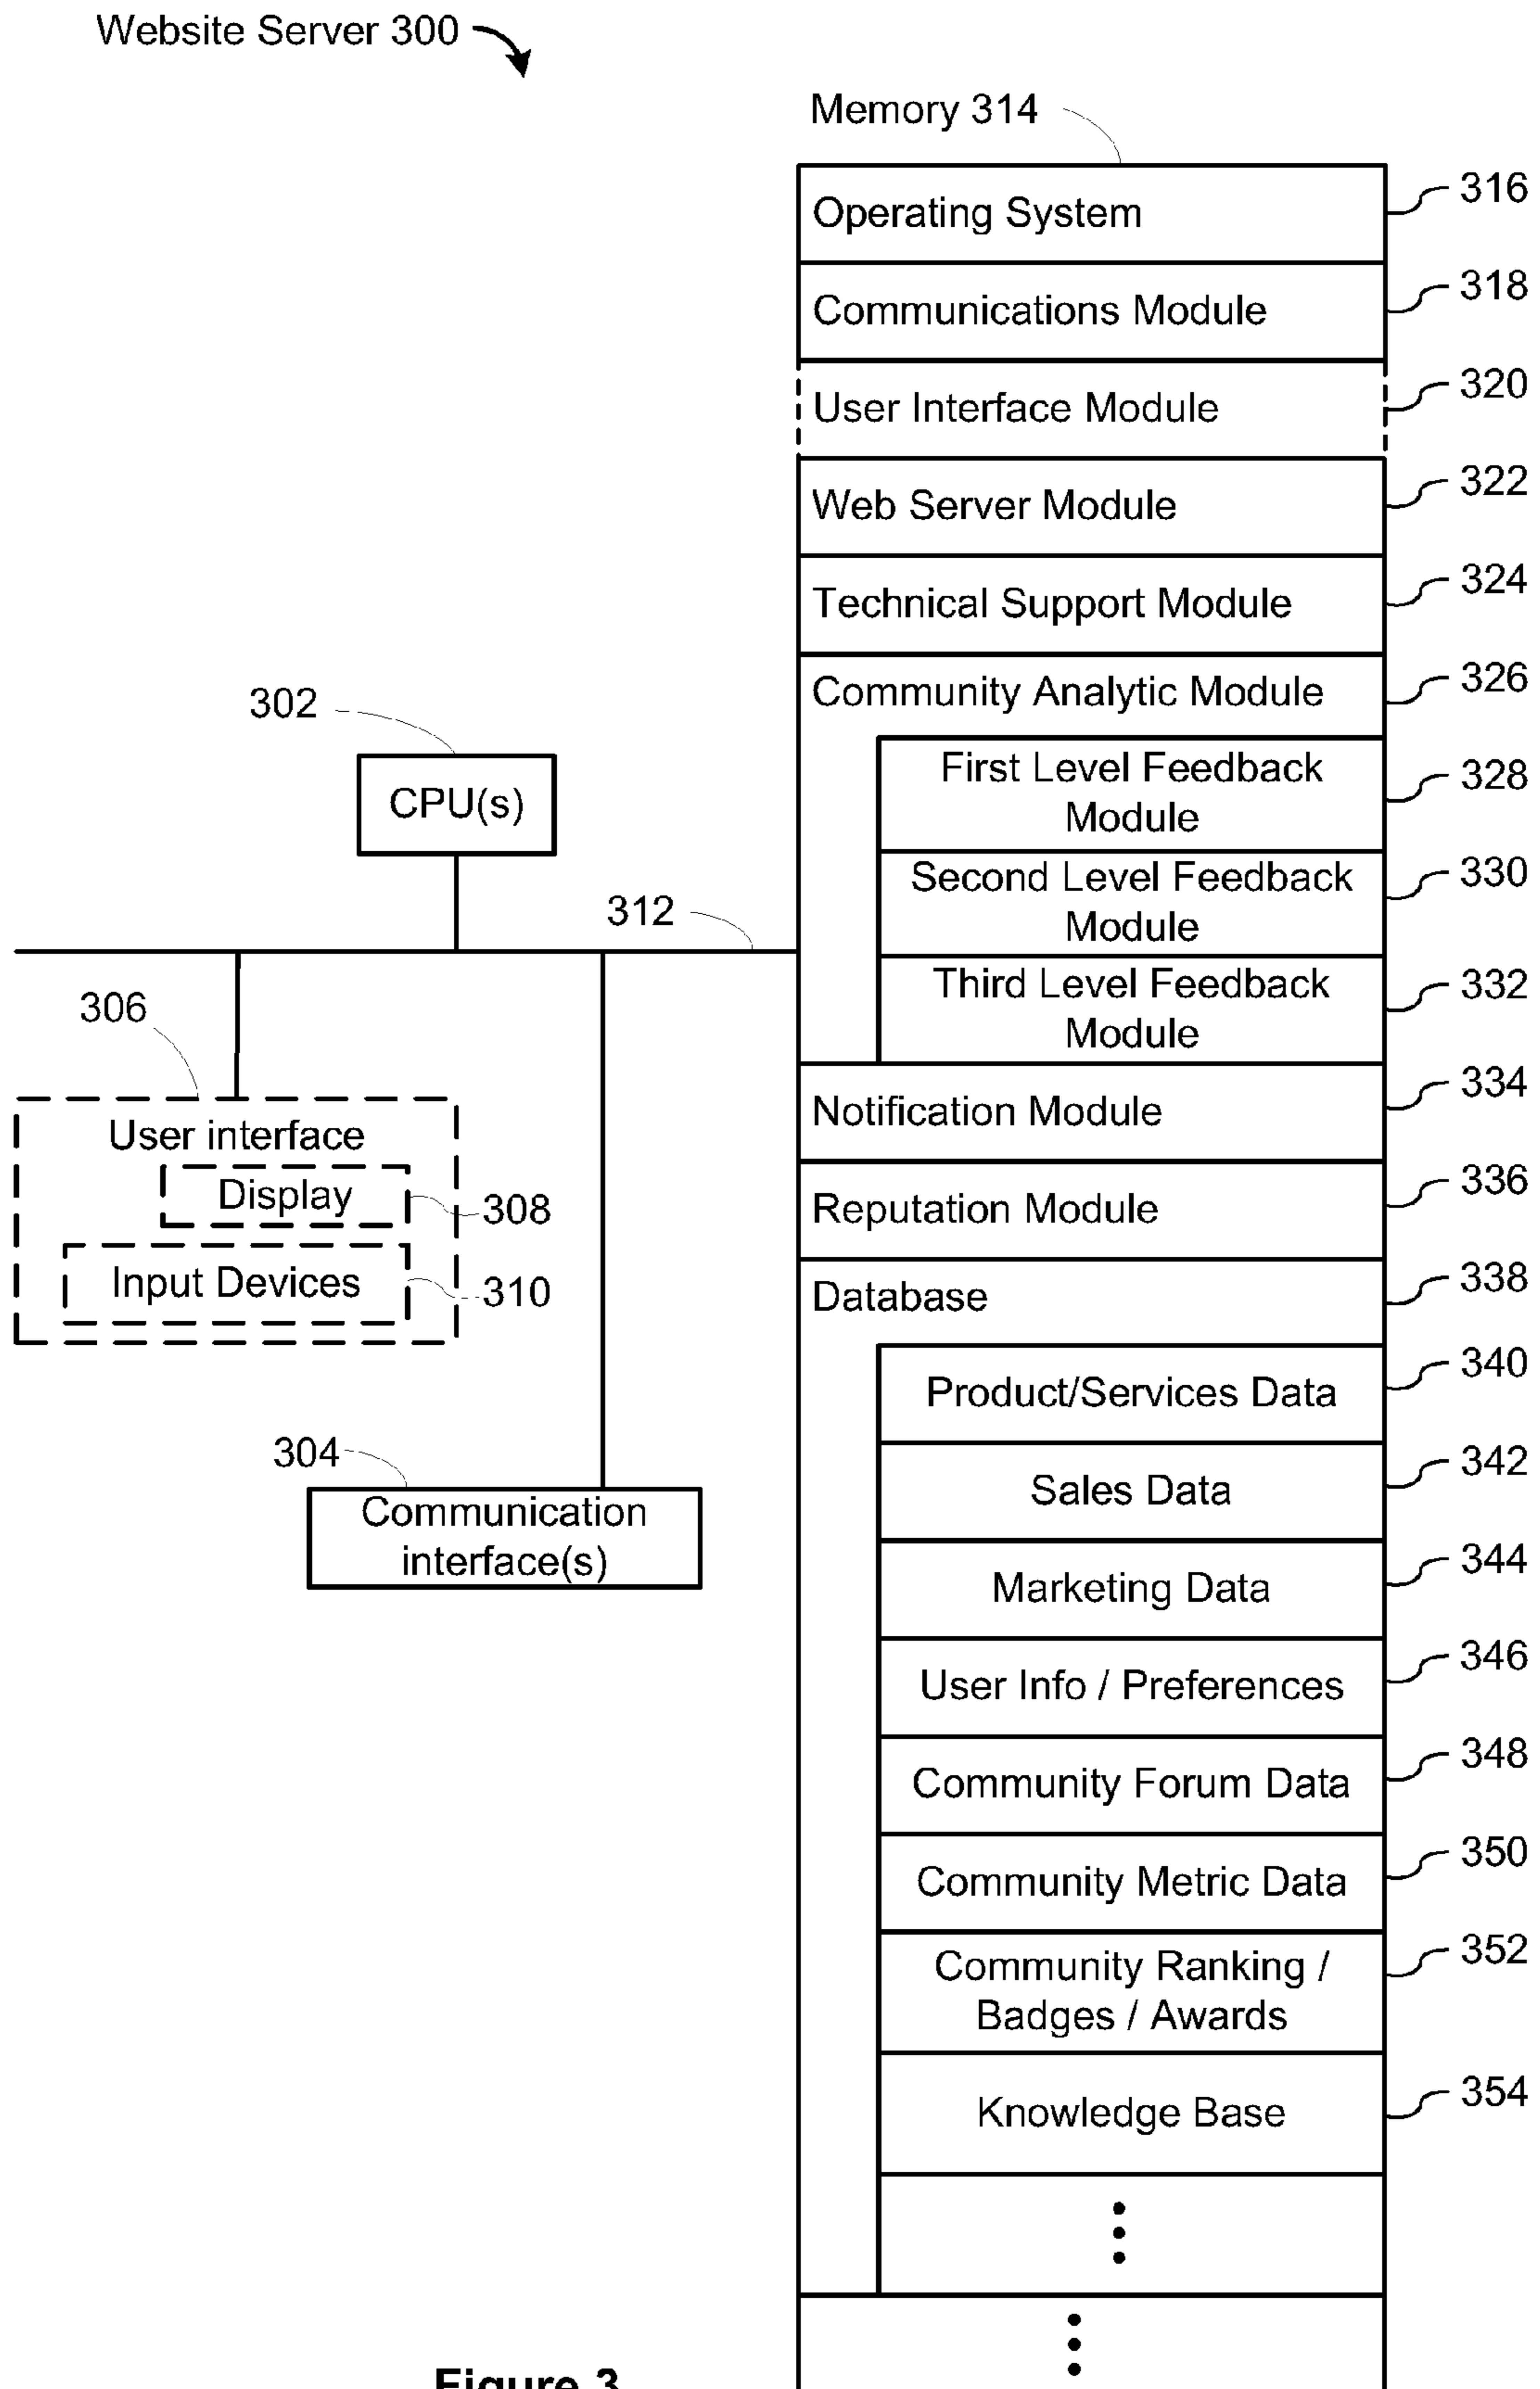 Website Server 300
Memory 314
Operating System
316
Communications Module
318
User Interface Module
320
Web Server Module
322
Technical Support Module
324
Community Analytic Module
326
First Level Feedback
Module
328
Second Level Feedback
Module
330
Third Level Feedback
Module
332
Notification Module
334
Reputation Module
336
Database
338
Product/Services Data
340
Sales Data
342
Marketing Data
344
User Info / Preferences
346
Community Forum Data
348
Community Metric Data
350
Community Ranking /
Badges / Awards
352
Knowledge Base
354
302
CPU(s)
312
306
User interface
Display
308
Input Devices
310
304
Communication
interface(s)
Figure 3